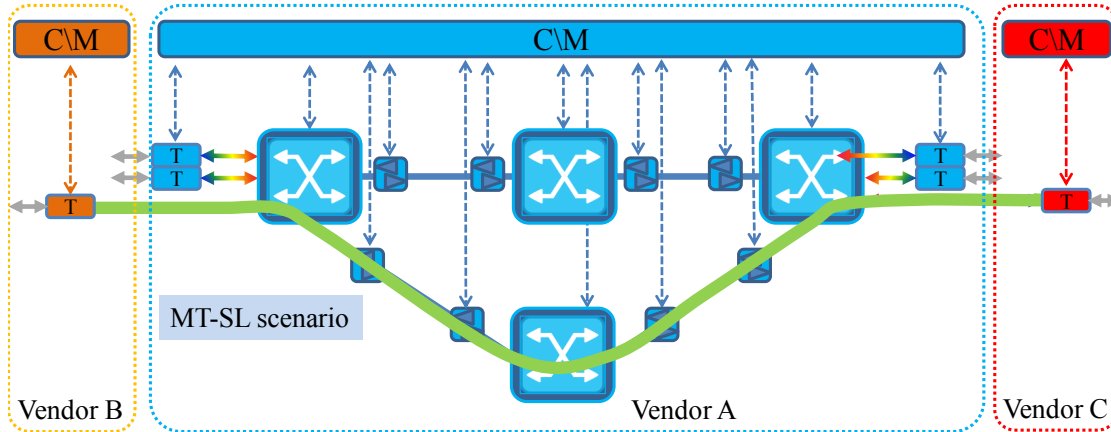 C\M
C\M
C\M
T
T
T
T
T
T
MT-SL scenario
Vendor B
Vendor A
Vendor C